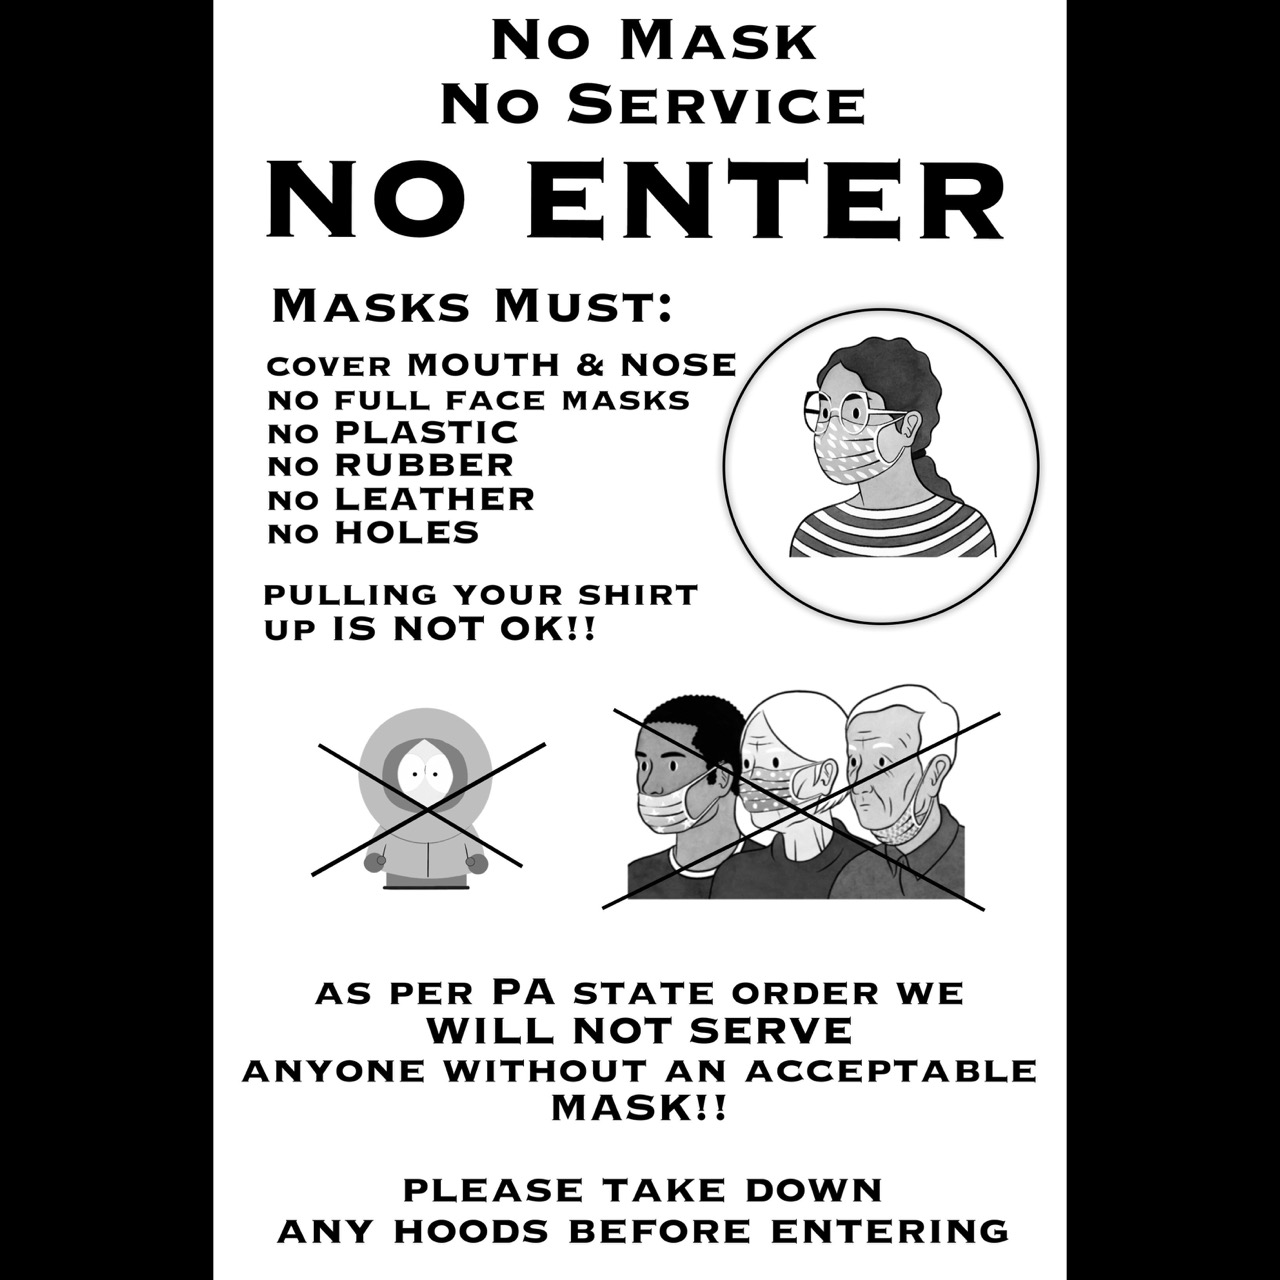 No Mask
No Service
NO ENTER
Masks Must:
cover MOUTH & NOSE
no full face masks
no PLASTIC
no RUBBER
no LEATHER
no HOLES
pulling your shirt
up IS NOT OK!!
as per PA state order we
WILL NOT SERVE
anyone without an acceptable
MASK!!
please take down
any hoods before entering